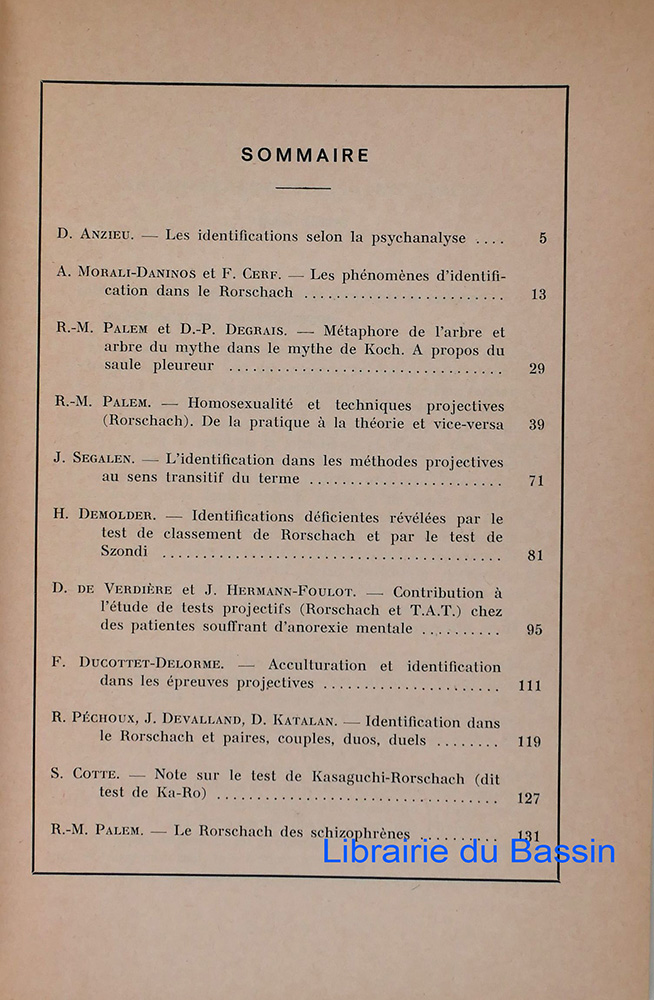 SOMMAIRE
D. ANZIEU. — Les identifications selon la psychanalyse .... 5
A. MORALI-DANINOS et F. CERF. — Les phénomènes d'identifi-
cation dans le Rorschach ........................ 13
R.-M. PALEM et D.-P. DEGRAIS. — Métaphore de l'arbre et
arbre du mythe dans le mythe de Koch. A propos du
saule pleureur ................................. 29
R.-M. PALEM. — Homosexualité et techniques projectives
(Rorschach). De la pratique à la théorie et vice-versa 39
J. SEGALEN. — L'identification dans les méthodes projectives
au sens transitif du terme ....................... 71
H. DEMOLDER. — Identifications déficientes révélées par le
test de classement de Rorschach et par le test de
Szondi ......................................... 81
D. DE VERDIÈRE et J. HERMANN-FOULOT. — Contribution à
l'étude de tests projectifs (Rorschach et T.A.T.) chez
des patientes souffrant d'anorexie mentale .......... 95
F. DUCOTTET-DELORME. — Acculturation et identification
dans les épreuves projectives ..................... 111
R. PÉCHOUX, J. DEVALLAND, D. KATALAN. — Identification dans
le Rorschach et paires, couples, duos, duels ........ 119
S. COTTE. — Note sur le test de Kasaguchi-Rorschach (dit
test de Ka-Ro) .................................. 127
R.-M. PALEM. — Le Rorschach des schizophrènes .......... 131
Librairie du Bassin